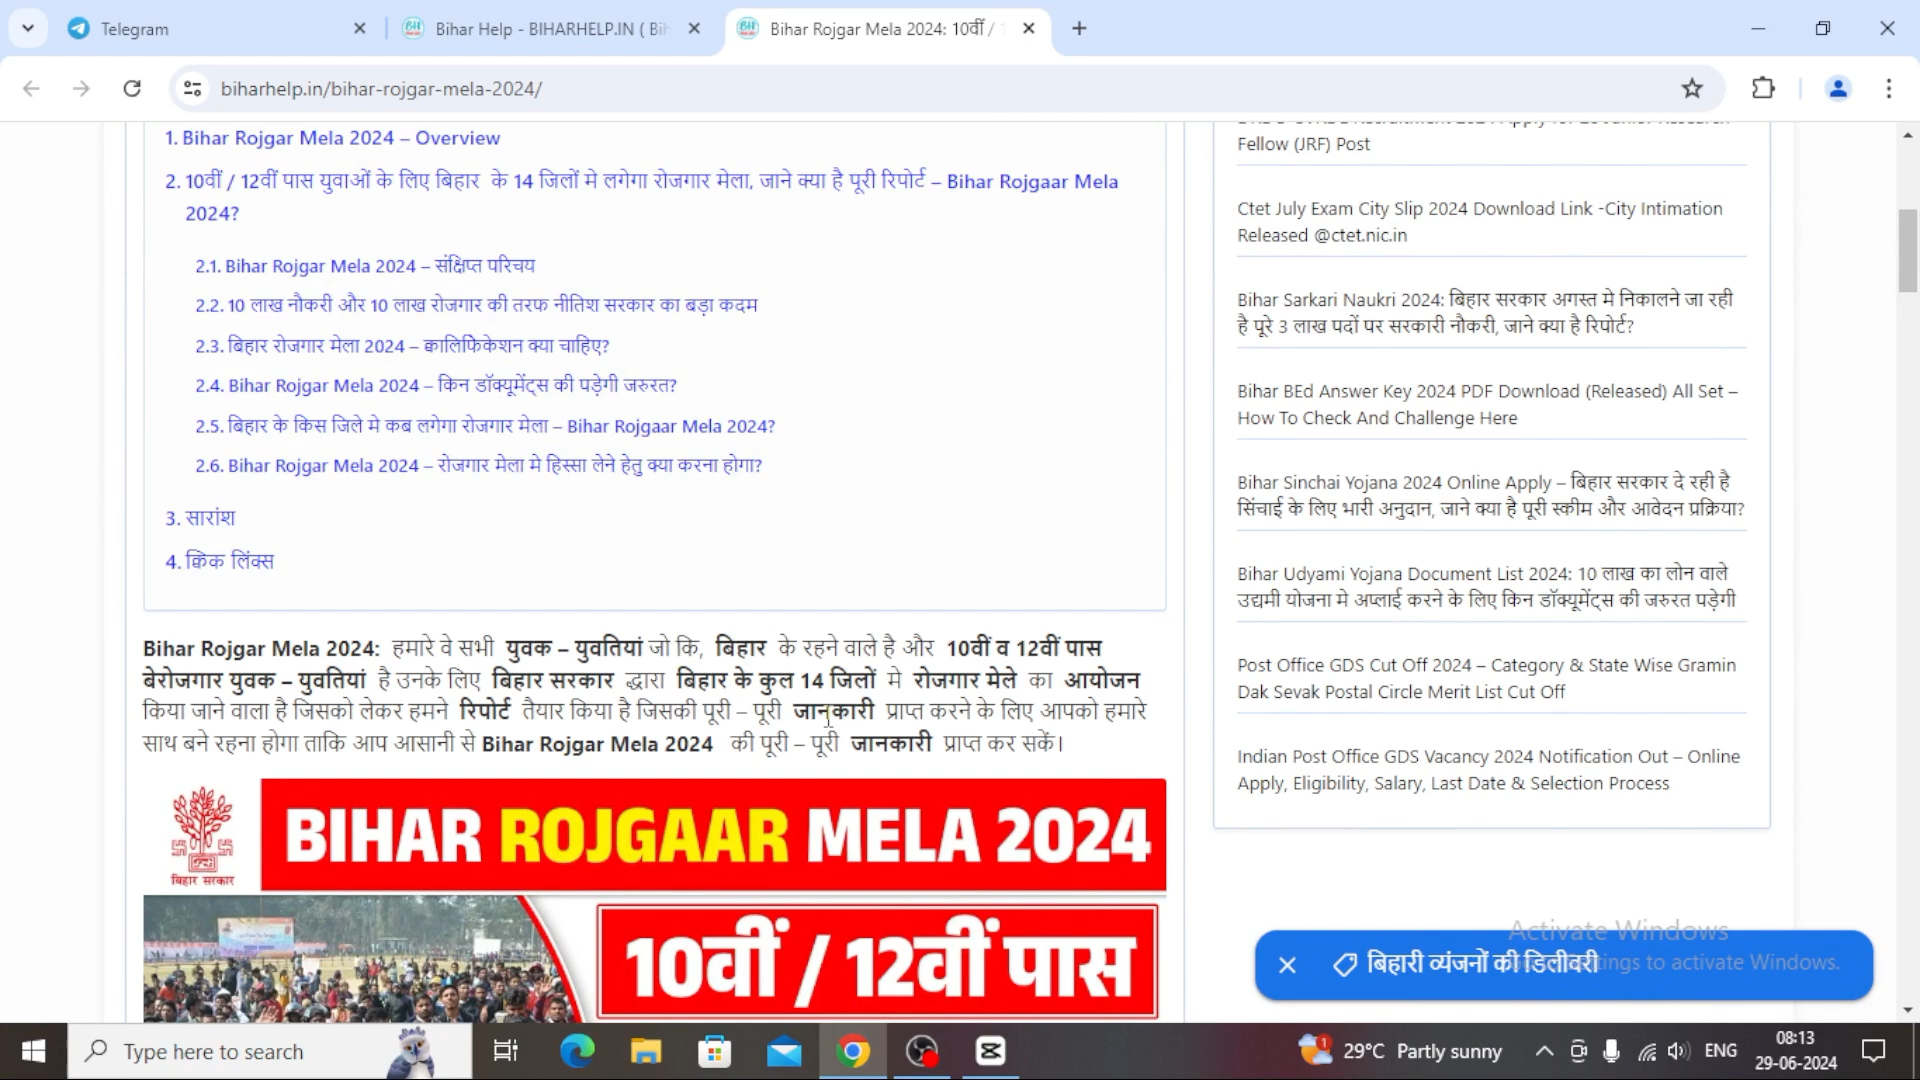 Telegram
Bihar Help - BIHARHELP.IN ( Bih
Bihar Rojgar Mela 2024: 10वीं /
biharhelp.in/bihar-rojgar-mela-2024/
1. Bihar Rojgar Mela 2024 – Overview
2. 10वीं / 12वीं पास युवाओं के लिए बिहार के 14 जिलों मे लगेगा रोजगार मेला, जाने क्या है पूरी रिपोर्ट – Bihar Rojgaar Mela
2024?
2.1. Bihar Rojgar Mela 2024 – संक्षिप्त परिचय
2.2. 10 लाख नौकरी और 10 लाख रोजगार की तरफ नीतिश सरकार का बड़ा कदम
2.3. बिहार रोजगार मेला 2024 – क्वालिफिकेशन क्या चाहिए?
2.4. Bihar Rojgar Mela 2024 – किन डॉक्यूमेंट्स की पड़ेगी जरुरत?
2.5. बिहार के किस जिले मे कब लगेगा रोजगार मेला – Bihar Rojgaar Mela 2024?
2.6. Bihar Rojgar Mela 2024 – रोजगार मेला मे हिस्सा लेने हेतु क्या करना होगा?
3. सारांश
4. क्विक लिंक्स
Bihar Rojgar Mela 2024: हमारे वे सभी युवक – युवतियां जो कि, बिहार के रहने वाले है और 10वीं व 12वीं पास
बेरोजगार युवक – युवतियां है उनके लिए बिहार सरकार द्धारा बिहार के कुल 14 जिलों मे रोजगार मेले का आयोजन
किया जाने वाला है जिसको लेकर हमने रिपोर्ट तैयार किया है जिसकी पूरी – पूरी जानकारी प्राप्त करने के लिए आपको हमारे
साथ बने रहना होगा ताकि आप आसानी से Bihar Rojgar Mela 2024 की पूरी – पूरी जानकारी प्राप्त कर सकें।
बिहार सरकार
BIHAR ROJGAAR MELA 2024
10वीं / 12वीं पास
Fellow (JRF) Post
Ctet July Exam City Slip 2024 Download Link -City Intimation
Released @ctet.nic.in
Bihar Sarkari Naukri 2024: बिहार सरकार अगस्त मे निकालने जा रही
है पूरे 3 लाख पदों पर सरकारी नौकरी, जाने क्या है रिपोर्ट?
Bihar BEd Answer Key 2024 PDF Download (Released) All Set –
How To Check And Challenge Here
Bihar Sinchai Yojana 2024 Online Apply – बिहार सरकार दे रही है
सिंचाई के लिए भारी अनुदान, जाने क्या है पूरी स्कीम और आवेदन प्रक्रिया?
Bihar Udyami Yojana Document List 2024: 10 लाख का लोन वाले
उद्यमी योजना मे अप्लाई करने के लिए किन डॉक्यूमेंट्स की जरुरत पड़ेगी
Post Office GDS Cut Off 2024 – Category & State Wise Gramin
Dak Sevak Postal Circle Merit List Cut Off
Indian Post Office GDS Vacancy 2024 Notification Out – Online
Apply, Eligibility, Salary, Last Date & Selection Process
Activate Windows
बिहारी व्यंजनों की डिलीवरी
tings to activate Windows.
Type here to search
29°C Partly sunny
ENG
08:13
29-06-2024